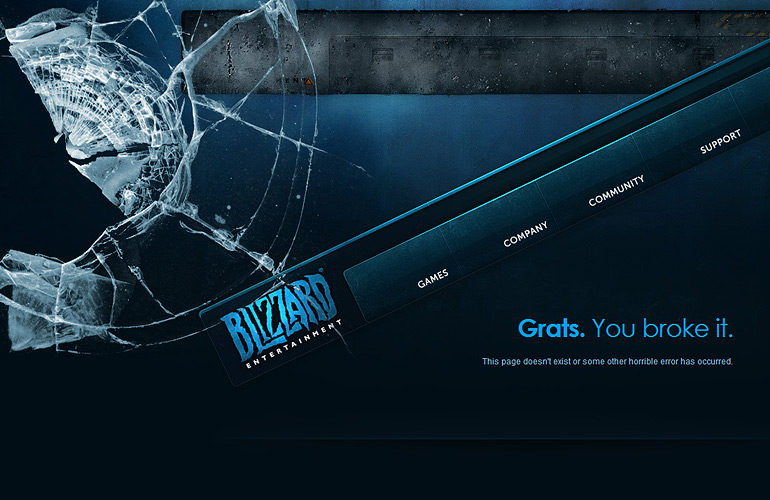 GAMES
COMPANY
COMMUNITY
SUPPORT
BLIZZARD®
ENTERTAINMENT
Grats. You broke it.
This page doesn't exist or some other horrible error has occurred.